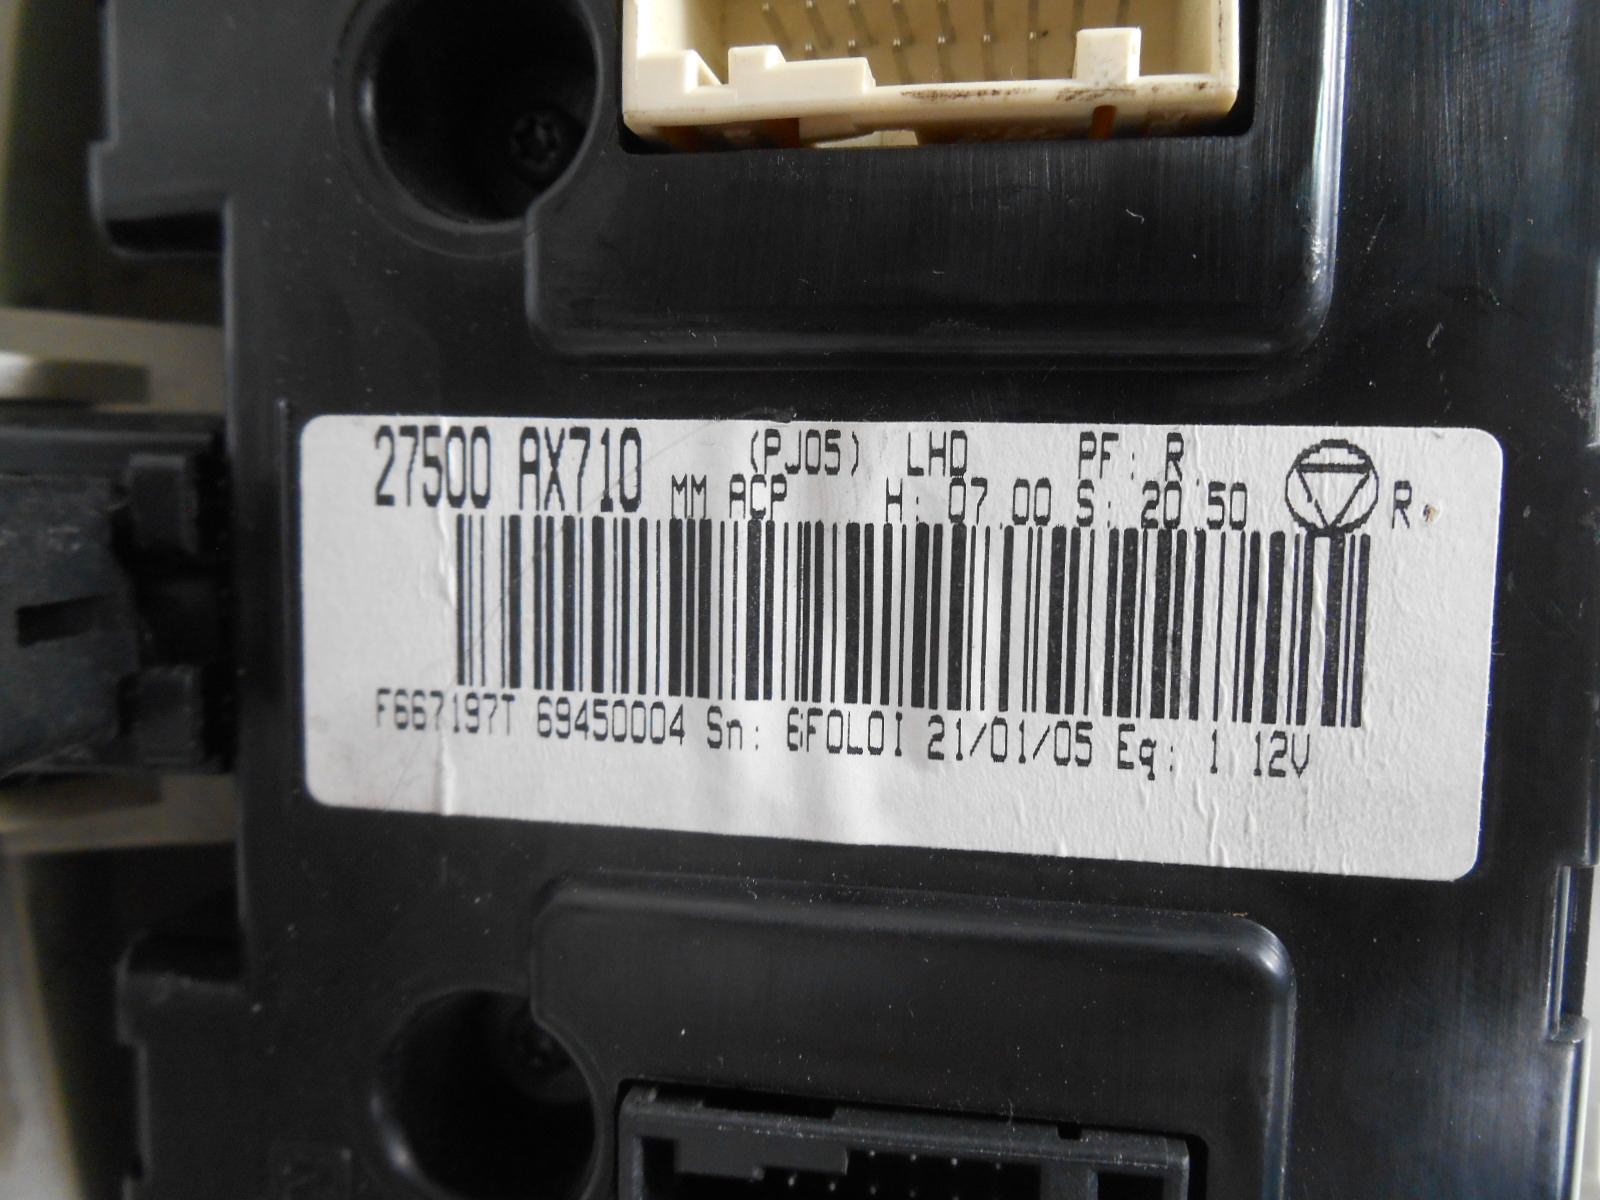 27500 AX710 (PJ05) LHD PF: R
MM ACP H: 07.00 S: 20.50 R.
F667197T 69450004 Sn: 6F0L0I 21/01/05 Eq: 1 12V